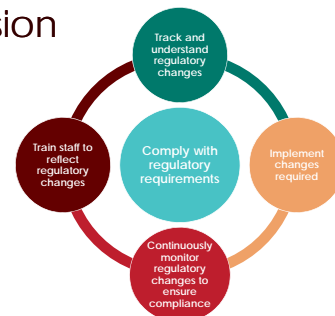 sion
Track and
understand
regulatory
changes
Train staff to
reflect
regulatory
changes
Comply with
regulatory
requirements
Implement
changes
required
Continuously
monitor
regulatory
changes to
ensure
compliance